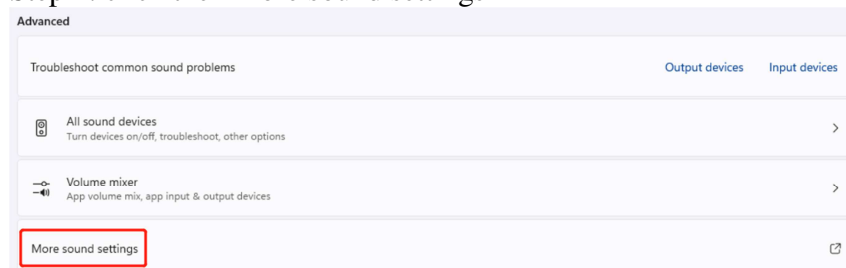 Advanced
Troubleshoot common sound problems Output devices Input devices
All sound devices
Turn devices on/off, troubleshoot, other options
Volume mixer
App volume mix, app input & output devices
More sound settings